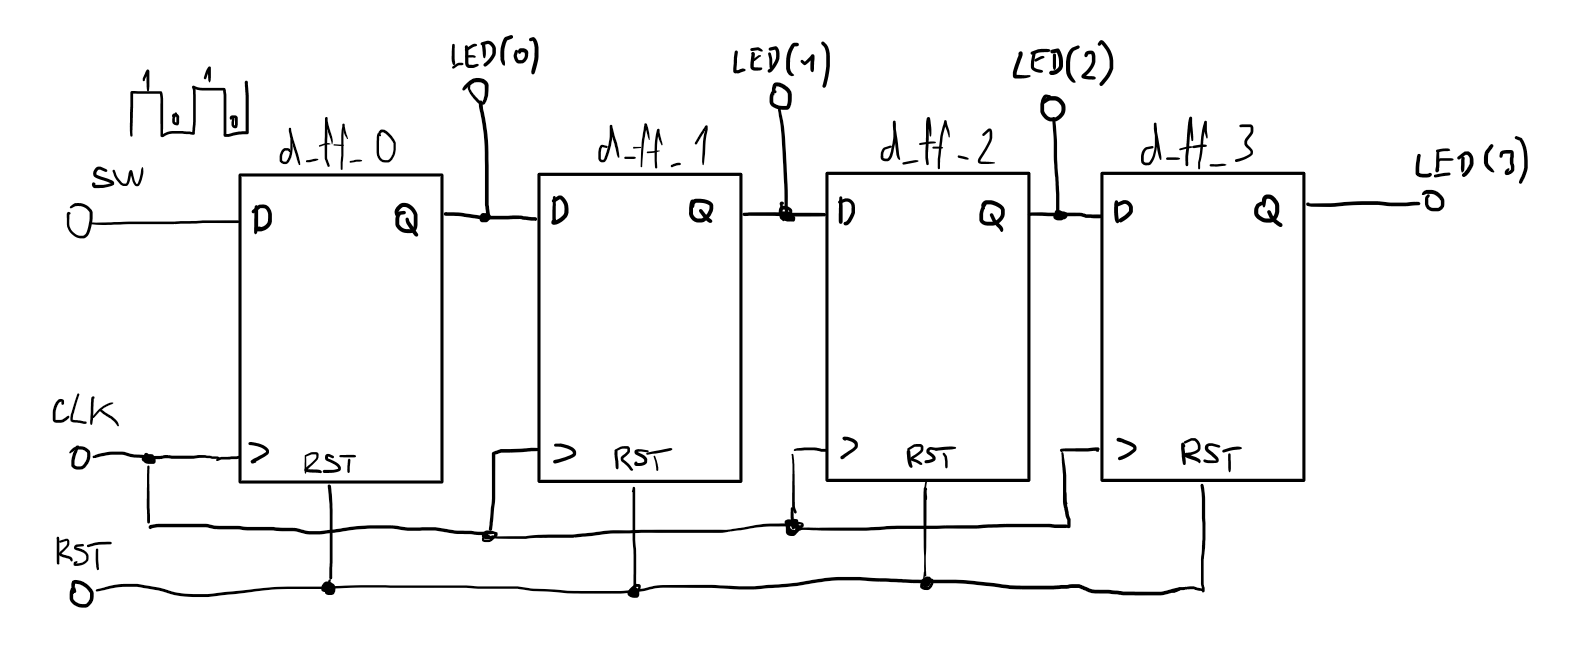 LED(0) LED(1) LED(2)
1 0 1 0
d_ff_0 d_ff_1 d_ff_2 d_ff_3
LED(3)
SW
D Q D Q D Q D Q
CLK
> RST > RST > RST > RST
RST